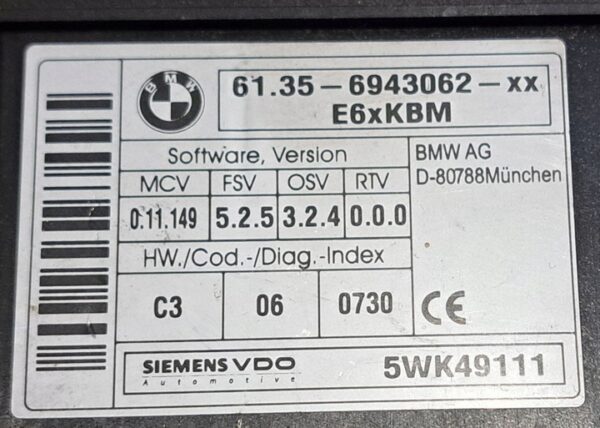 BMW
61.35 - 6943062 - xx
E6xKBM
Software, Version
MCV FSV OSV RTV
0.11.149 5.2.5 3.2.4 0.0.0
BMW AG
D-80788München
HW./Cod.-/Diag.-Index
C3 06 0730
CE
SIEMENS VDO
Automotive
5WK49111